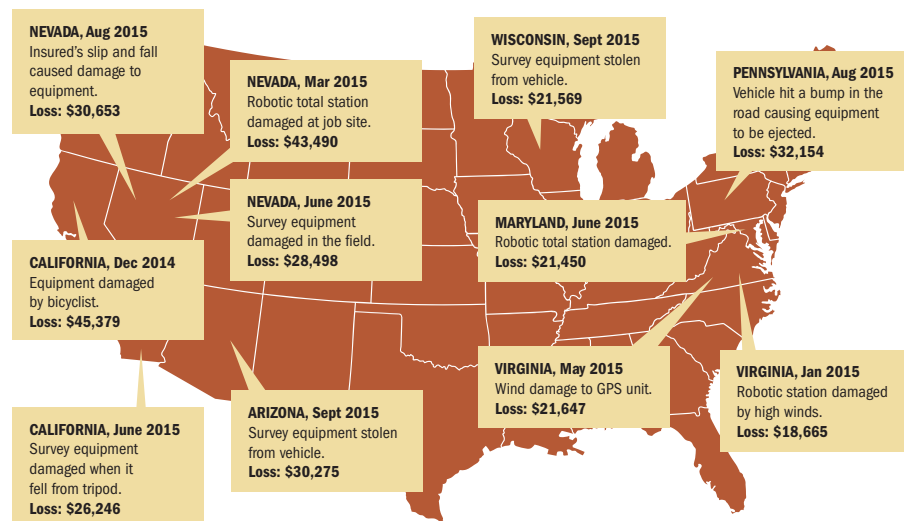 NEVADA, Aug 2015
Insured’s slip and fall
caused damage to
equipment.
Loss: $30,653
NEVADA, Mar 2015
Robotic total station
damaged at job site.
Loss: $43,490
WISCONSIN, Sept 2015
Survey equipment stolen
from vehicle.
Loss: $21,569
PENNSYLVANIA, Aug 2015
Vehicle hit a bump in the
road causing equipment
to be ejected.
Loss: $32,154
NEVADA, June 2015
Survey equipment
damaged in the field.
Loss: $28,498
MARYLAND, June 2015
Robotic total station damaged.
Loss: $21,450
CALIFORNIA, Dec 2014
Equipment damaged
by bicyclist.
Loss: $45,379
VIRGINIA, May 2015
Wind damage to GPS unit.
Loss: $21,647
VIRGINIA, Jan 2015
Robotic station damaged
by high winds.
Loss: $18,665
CALIFORNIA, June 2015
Survey equipment
damaged when it
fell from tripod.
Loss: $26,246
ARIZONA, Sept 2015
Survey equipment stolen
from vehicle.
Loss: $30,275